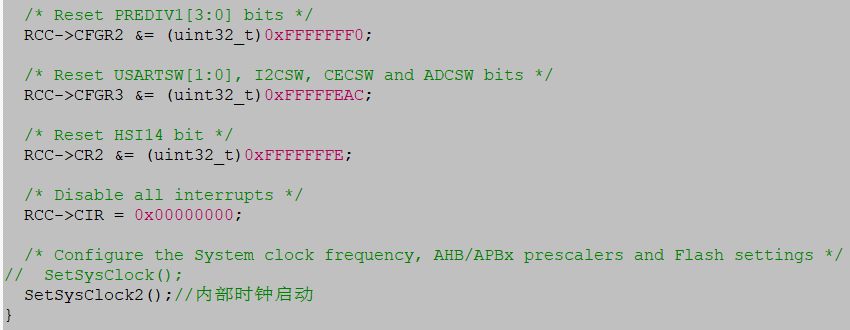 /* Reset PREDIV1[3:0] bits */
RCC->CFGR2 &= (uint32_t)0xFFFFFFF0;
/* Reset USARTSW[1:0], I2CSW, CECSW and ADCSW bits */
RCC->CFGR3 &= (uint32_t)0xFFFFFEAC;
/* Reset HSI14 bit */
RCC->CR2 &= (uint32_t)0xFFFFFFFE;
/* Disable all interrupts */
RCC->CIR = 0x00000000;
/* Configure the System clock frequency, AHB/APBx prescalers and Flash settings */
//  SetSysClock();
SetSysClock2();//内部时钟启动
}